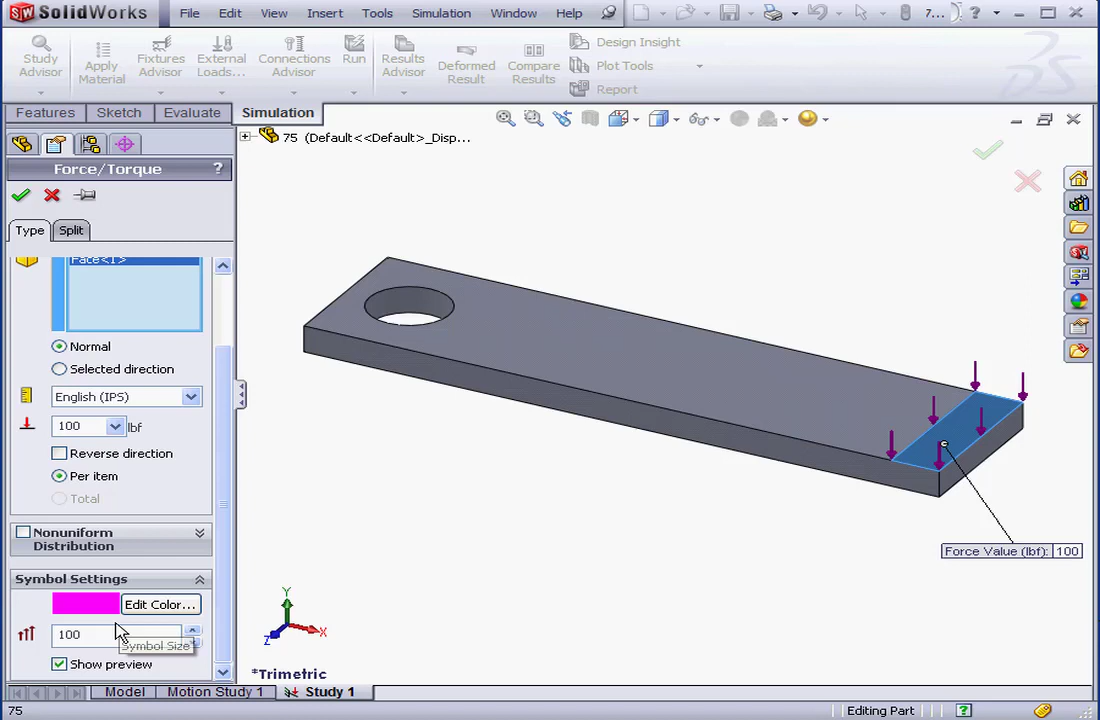 SolidWorks File Edit View Insert Tools Simulation Window Help 7... ?
Study Advisor
Apply Material
Fixtures Advisor
External Loads...
Connections Advisor
Run
Results Advisor
Deformed Result
Compare Results
Design Insight
Plot Tools
Report
Features Sketch Evaluate Simulation
75 (Default<<Default>_Disp...
Force/Torque ?
Type Split
Face<1>
Normal
Selected direction
English (IPS)
100 lbf
Reverse direction
Per item
Total
Nonuniform
Distribution
Symbol Settings
Edit Color...
100
Symbol Size
Show preview
Force Value (lbf): 100
Y
X
Z
*Trimetric
Model Motion Study 1 Study 1
75 Editing Part ?